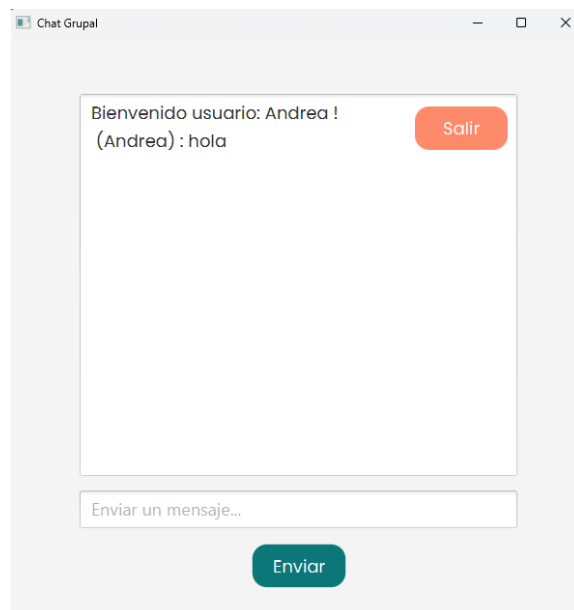 Chat Grupal
Bienvenido usuario: Andrea !
Salir
(Andrea) : hola
Enviar un mensaje...
Enviar